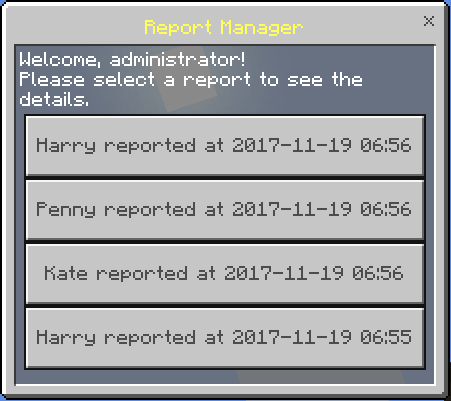 Report Manager
Welcome, administrator!
Please select a report to see the
details.
Harry reported at 2017-11-19 06:56
Penny reported at 2017-11-19 06:56
Kate reported at 2017-11-19 06:56
Harry reported at 2017-11-19 06:55